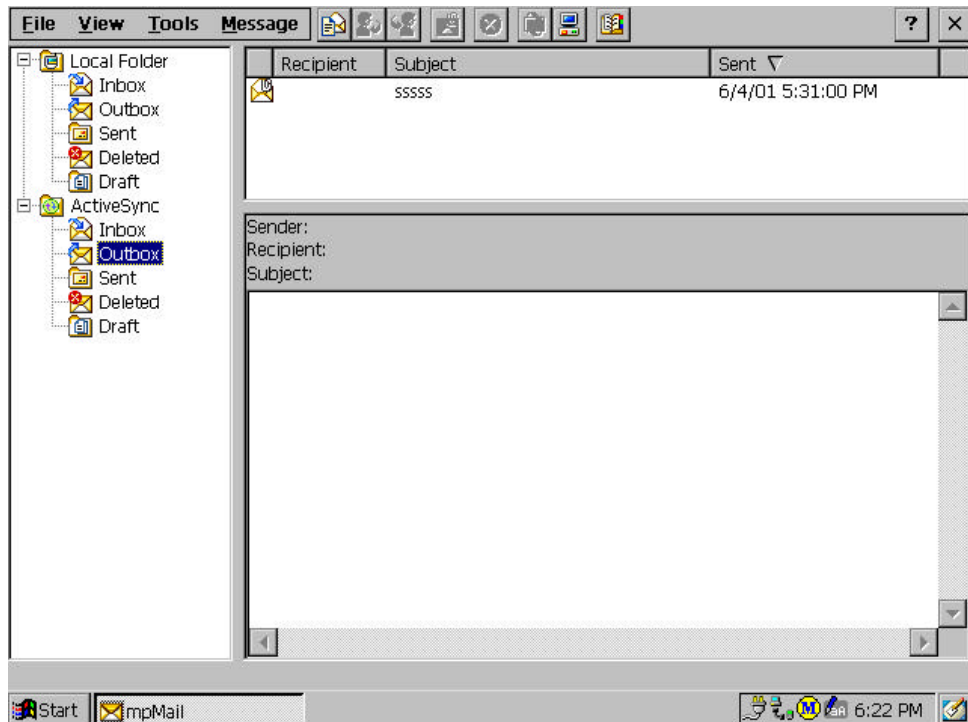 File View Tools Message ? ×
Local Folder
Inbox
Outbox
Sent
Deleted
Draft
ActiveSync
Inbox
Outbox
Sent
Deleted
Draft
Recipient Subject Sent
sssss 6/4/01 5:31:00 PM
Sender:
Recipient:
Subject:
Start mpMail M 6:22 PM